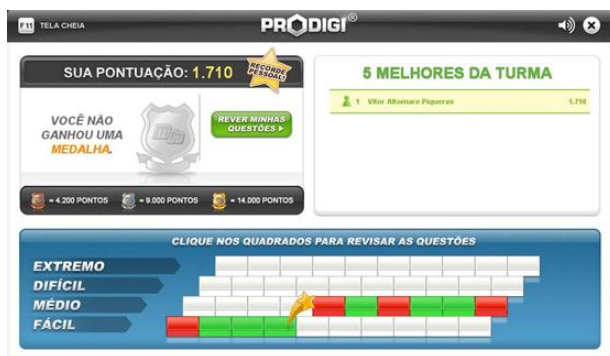 F11 TELA CHEIA
PRODIGI®
SUA PONTUAÇÃO: 1.710
RECORDE PESSOAL!
5 MELHORES DA TURMA
1 Vitor Altomare Piqueras 1.710
VOCÊ NÃO
GANHOU UMA
MEDALHA.
REVER MINHAS
QUESTÕES
= 4.200 PONTOS = 9.000 PONTOS = 14.000 PONTOS
CLIQUE NOS QUADRADOS PARA REVISAR AS QUESTÕES
EXTREMO
DIFÍCIL
MÉDIO
FÁCIL